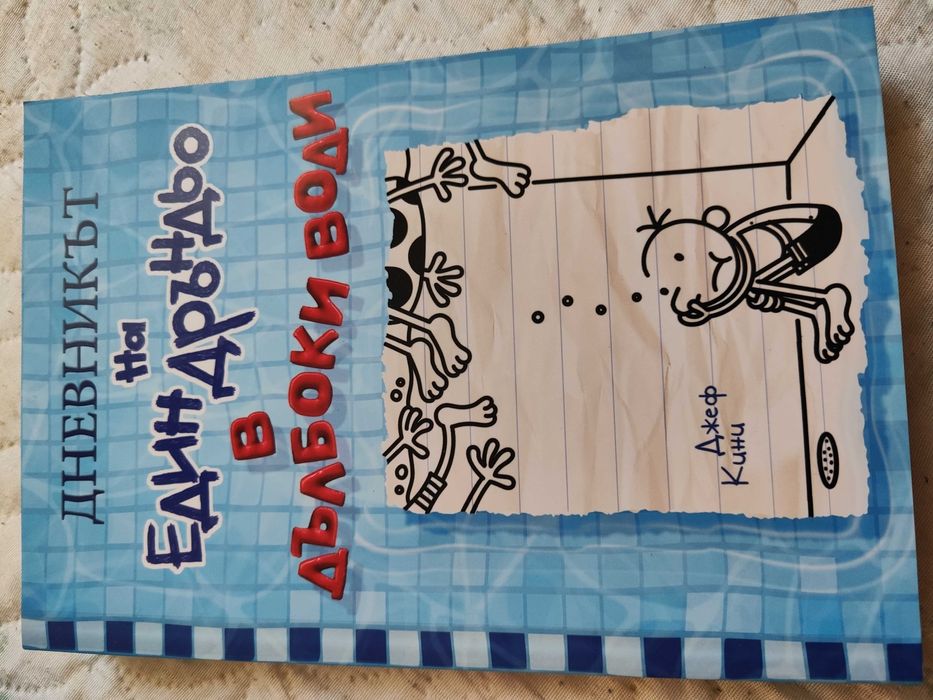 ДНЕВНИКЪТ
На
ЕДИН ДРЪНДЬО
В
ДЪЛБОКИ ВОДИ
Джеф
Кини